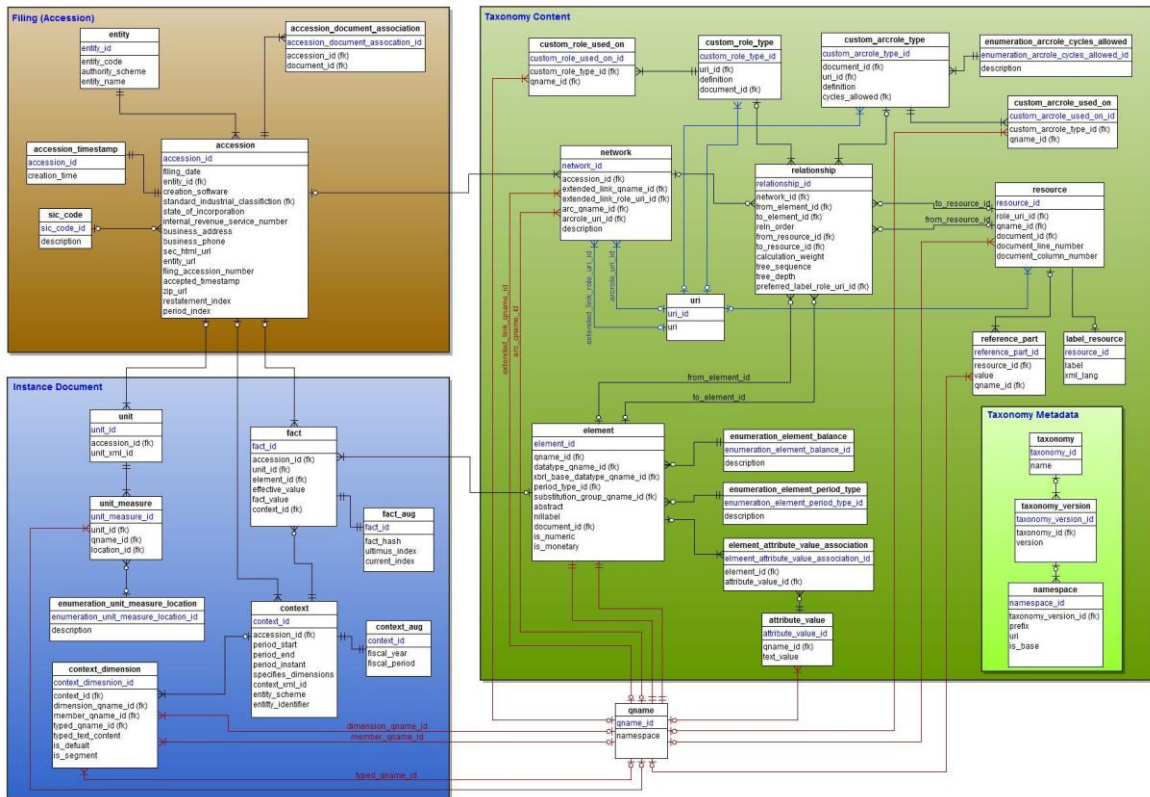 Filing (Accession)
entity
entity_id
entity_code
authority_scheme
entity_name
accession_document_association
accession_document_assocation_id
accession_id (fk)
document_id (fk)
accession_timestamp
accession_id
creation_time
sic_code
sic_code_id
description
accession
accession_id
filing_date
entity_id (fk)
creation_software
standard_industrial_classifiction (fk)
state_of_incorporation
internal_revenue_service_number
business_address
business_phone
sec_html_url
entity_url
filing_accession_number
accepted_timestamp
zip_url
restatement_index
period_index
Taxonomy Content
custom_role_used_on
custom_role_used_on_id
custom_role_type_id (fk)
qname_id (fk)
custom_role_type
custom_role_type_id
uri_id (fk)
definition
document_id (fk)
custom_arcrole_type
custom_arcrole_type_id
document_id (fk)
uri_id (fk)
definition
cycles_allowed (fk)
enumeration_arcrole_cycles_allowed
enumeration_arcrole_cycles_allowed_id
description
custom_arcrole_used_on
custom_arcrole_used_on_id
custom_arcrole_type_id (fk)
qname_id (fk)
network
network_id
accession_id (fk)
extended_link_qname_id (fk)
extended_link_role_uri_id (fk)
arc_qname_id (fk)
arcrole_uri_id (fk)
description
relationship
relationship_id
network_id (fk)
from_element_id (fk)
to_element_id (fk)
reln_order
from_resource_id (fk)
to_resource_id (fk)
calculation_weight
tree_sequence
tree_depth
preferred_label_role_uri_id (fk)
to_resource_id
from_resource_id
resource
resource_id
role_uri_id (fk)
qname_id (fk)
document_id (fk)
document_line_number
document_column_number
extended_link_qname_id
arc_qname_id
extended_link_role_uri_id
arcrole_uri_id
uri
uri_id
uri
reference_part
reference_part_id
resource_id (fk)
value
qname_id (fk)
label_resource
resource_id
label
xml_lang
from_element_id
to_element_id
element
element_id
qname_id (fk)
datatype_qname_id (fk)
xbrl_base_datatype_qname_id (fk)
period_type_id (fk)
substitution_group_qname_id (fk)
abstract
nillabel
document_id (fk)
is_numeric
is_monetary
enumeration_element_balance
enumeration_element_balance_id
description
enumeration_element_period_type
enumeration_element_period_type_id
description
element_attribute_value_association
elmeent_attribute_value_association_id
element_id (fk)
attribute_value_id (fk)
attribute_value
attribute_value_id
qname_id (fk)
text_value
Taxonomy Metadata
taxonomy
taxonomy_id
name
taxonomy_version
taxonomy_version_id
taxonomy_id (fk)
version
namespace
namespace_id
taxonomy_version_id (fk)
prefix
uri
is_base
Instance Document
unit
unit_id
accession_id (fk)
unit_xml_id
unit_measure
unit_measure_id
unit_id (fk)
qname_id (fk)
location_id (fk)
enumeration_unit_measure_location
enumeration_unit_measure_location_id
description
fact
fact_id
accession_id (fk)
unit_id (fk)
element_id (fk)
effective_value
fact_value
context_id (fk)
fact_aug
fact_id
fact_hash
ultimus_index
current_index
context
context_id
accession_id (fk)
period_start
period_end
period_instant
specifies_dimensions
context_xml_id
entity_scheme
entitty_identifier
context_aug
context_id
fiscal_year
fiscal_period
context_dimension
context_dimesnion_id
context_id (fk)
dimension_qname_id (fk)
member_qname_id (fk)
typed_qname_id (fk)
typed_text_content
is_defualt
is_segment
dimension_qname_id
member_qname_id
typed_qname_id
qname
qname_id
namespace